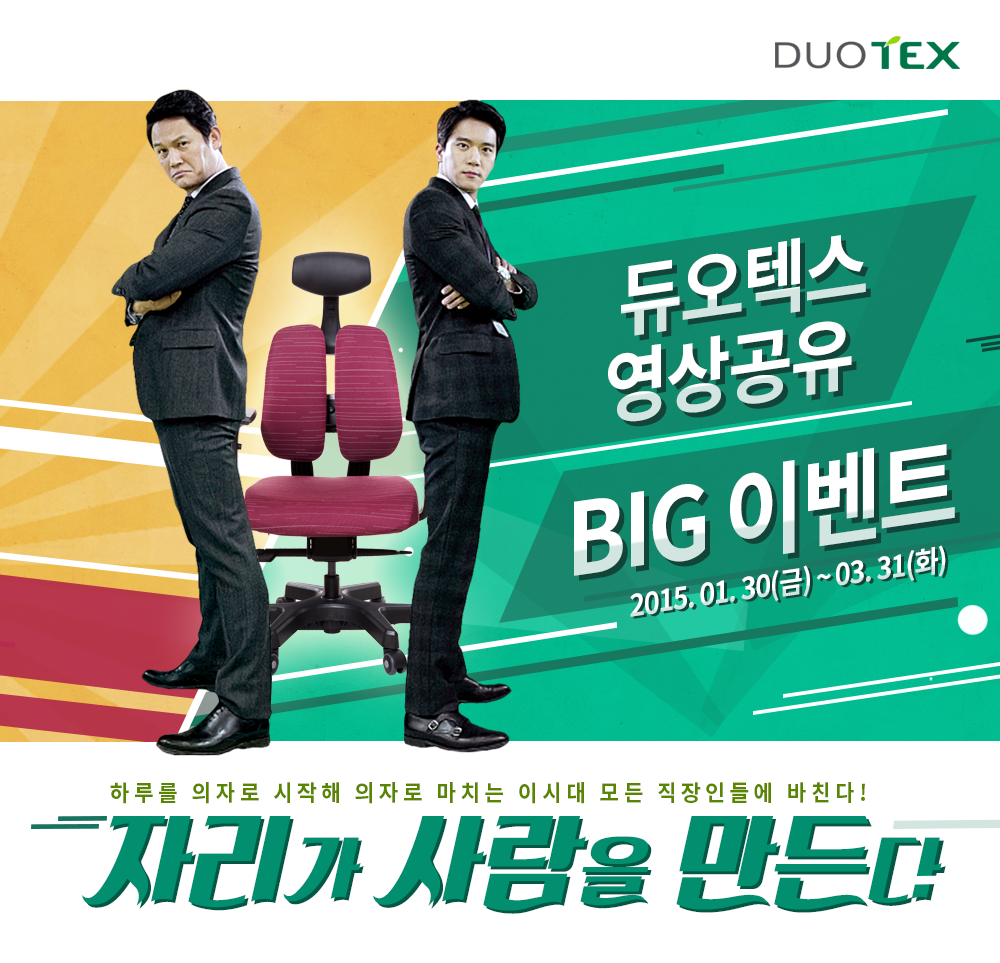 DUOTEX
듀오텍스
영상공유
BIG 이벤트
2015. 01. 30(금) ~ 03. 31(화)
하루를 의자로 시작해 의자로 마치는 이시대 모든 직장인들에 바친다!
자리가 사람을 만든다